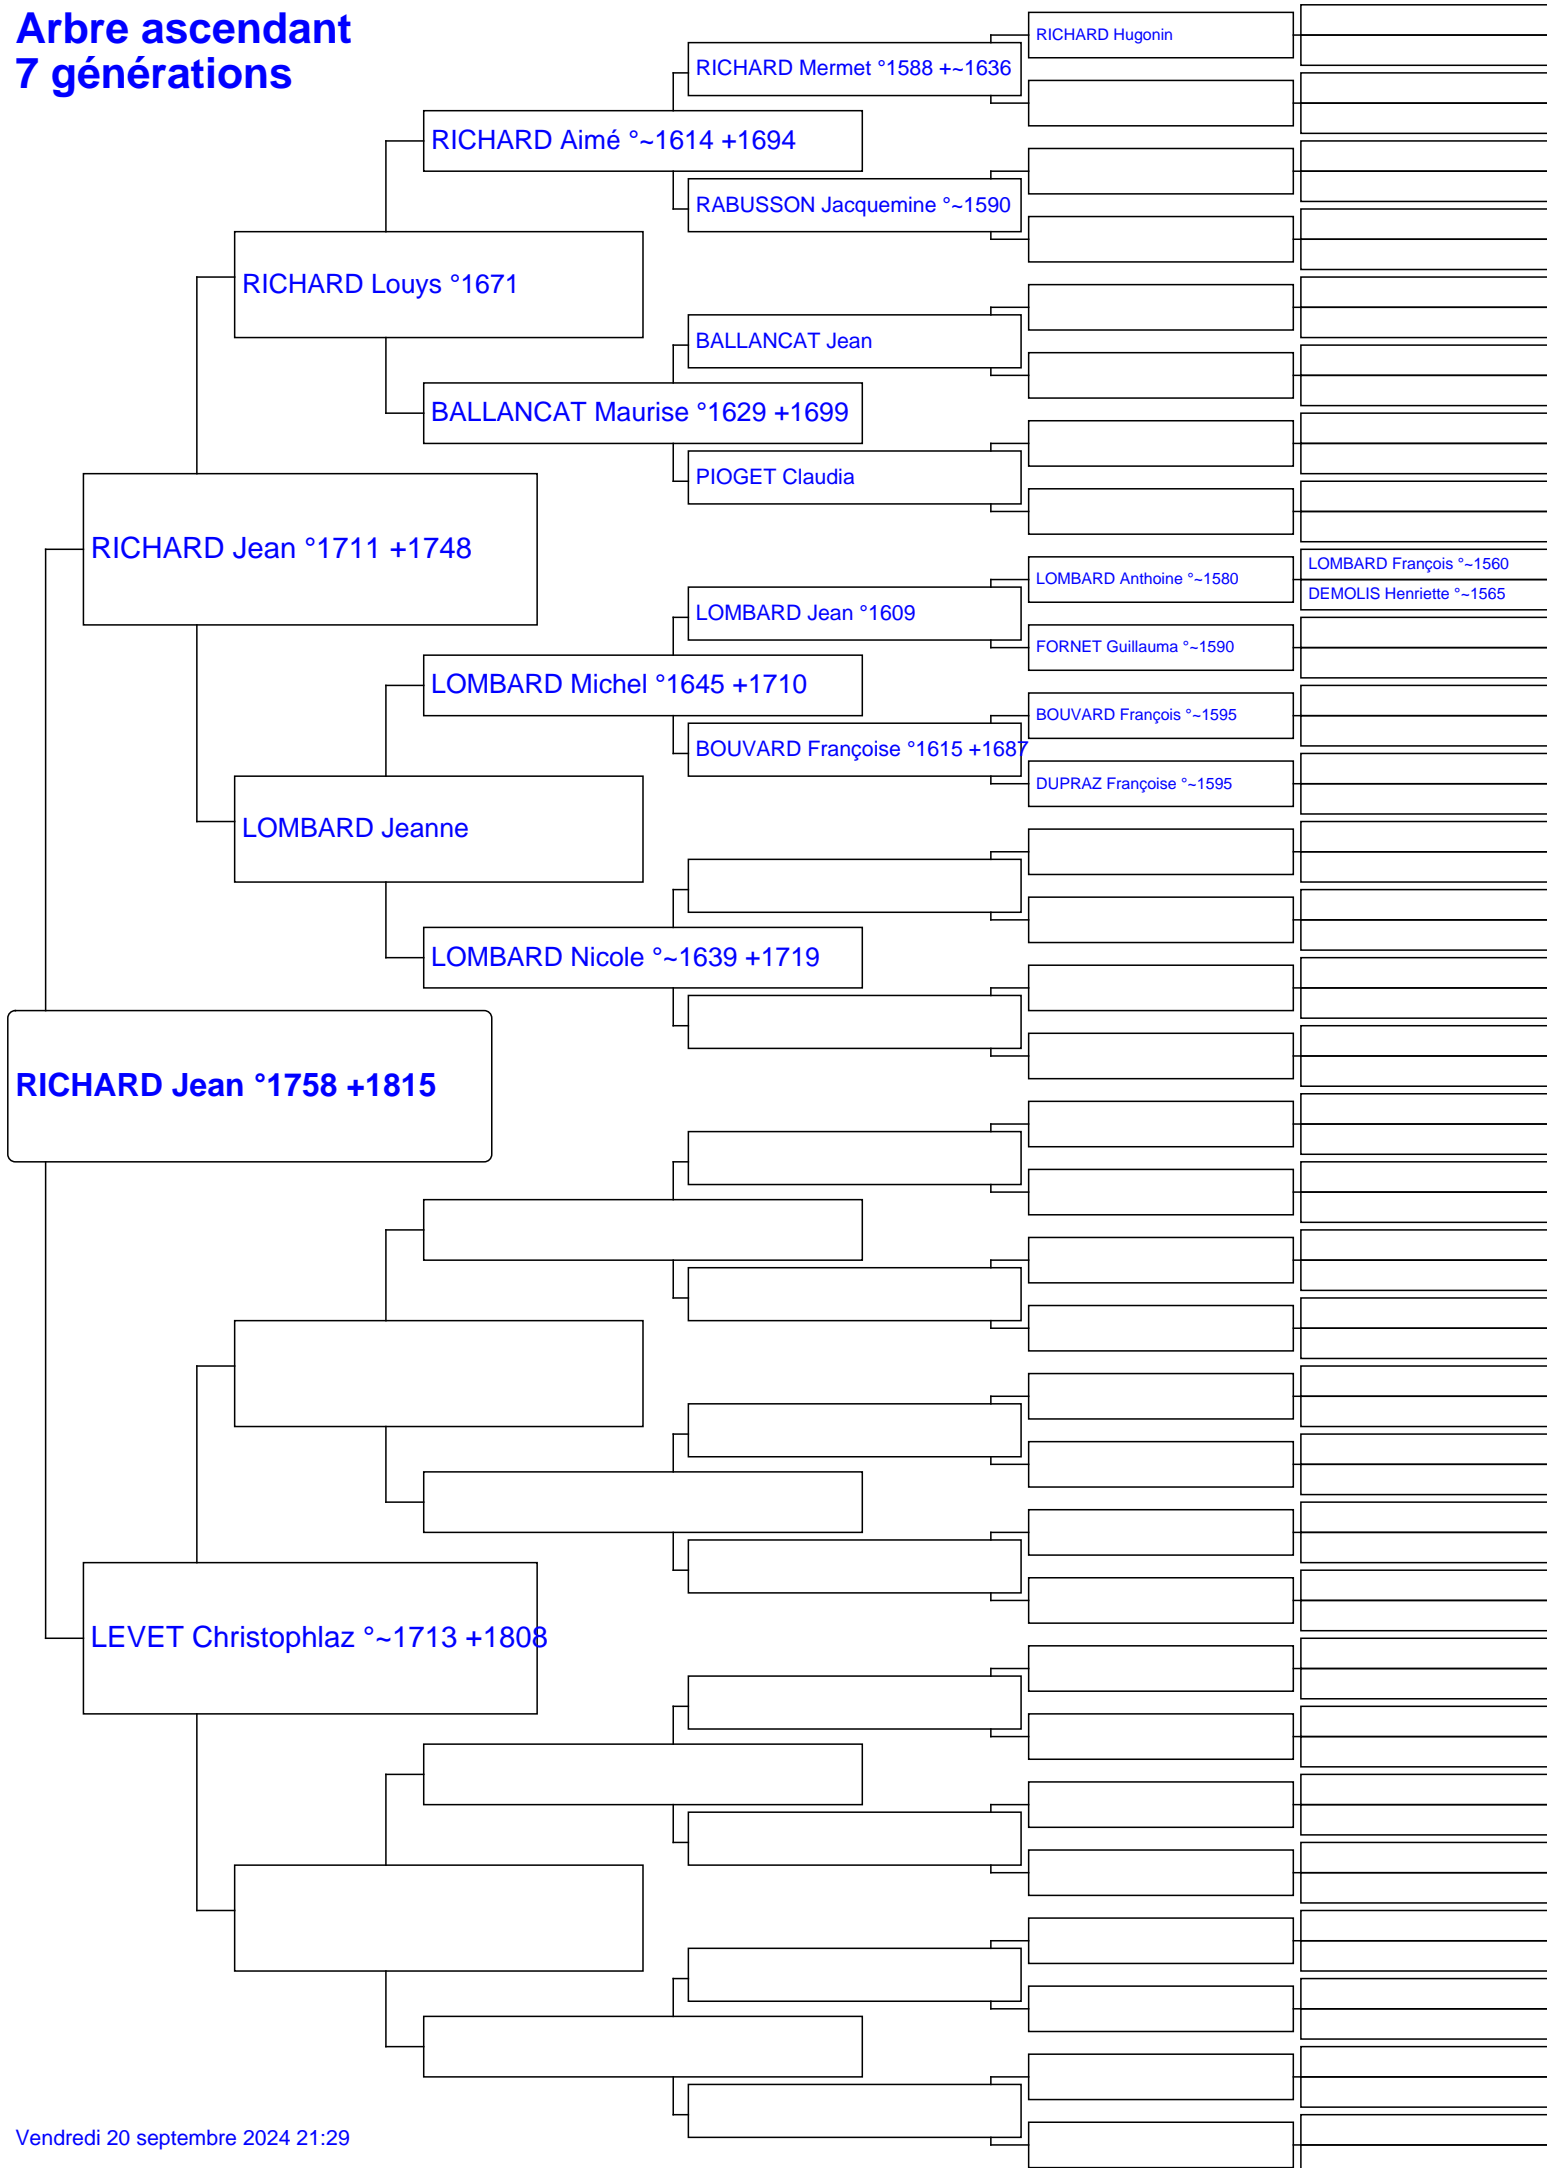 Arbre ascendant
7 générations
RICHARD Hugonin
RICHARD Mermet °1588 +~1636
RICHARD Aimé °~1614 +1694
RABUSSON Jacquemine °~1590
RICHARD Louys °1671
BALLANCAT Jean
BALLANCAT Maurise °1629 +1699
PIOGET Claudia
RICHARD Jean °1711 +1748
LOMBARD François °~1560
LOMBARD Anthoine °~1580
DEMOLIS Henriette °~1565
LOMBARD Jean °1609
FORNET Guillauma °~1590
LOMBARD Michel °1645 +1710
BOUVARD François °~1595
BOUVARD Françoise °1615 +1687
DUPRAZ Françoise °~1595
LOMBARD Jeanne
LOMBARD Nicole °~1639 +1719
RICHARD Jean °1758 +1815
LEVET Christophlaz °~1713 +1808
Vendredi 20 septembre 2024 21:29